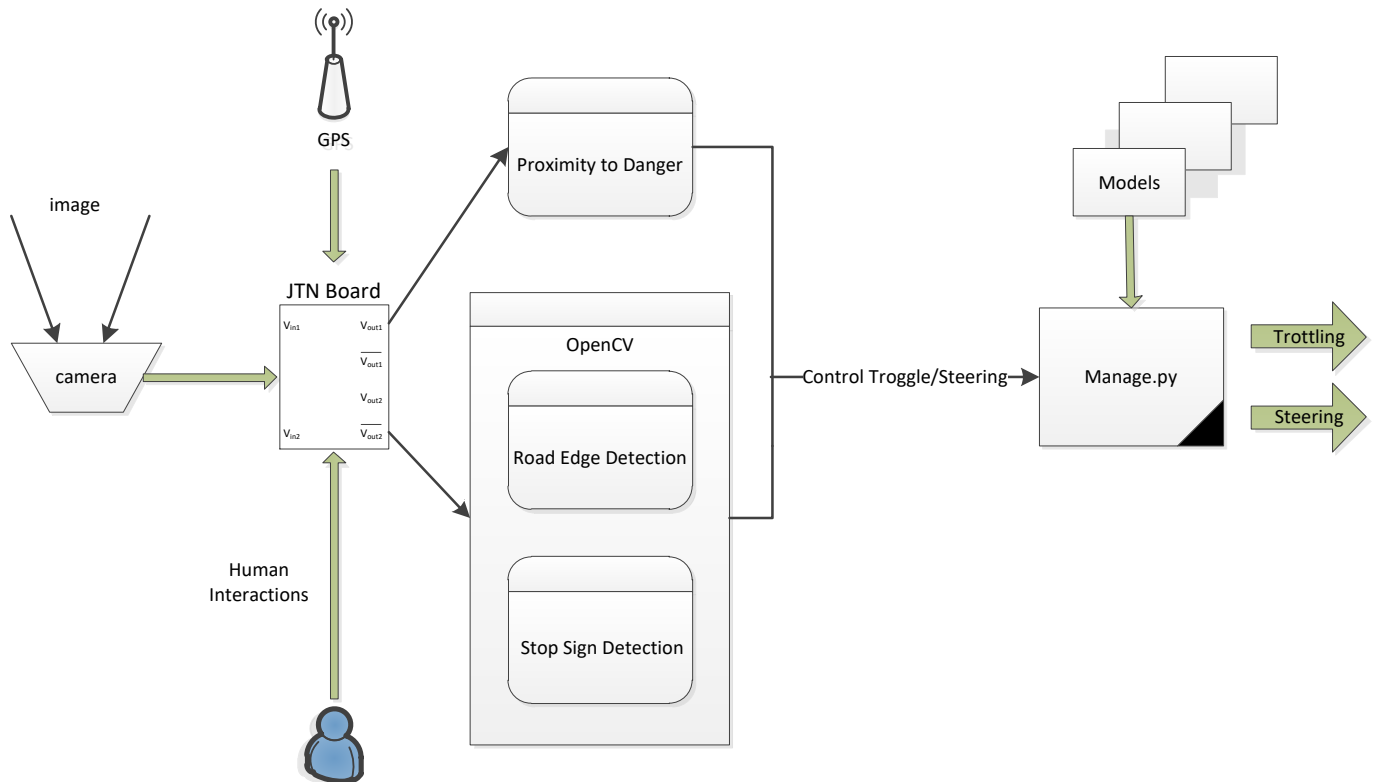 GPS
image
camera
JTN Board
Vin1
Vout1
Vout1
Vout2
Vin2
Vout2
Human
Interactions
Proximity to Danger
OpenCV
Road Edge Detection
Stop Sign Detection
Control Troggle/Steering
Models
Manage.py
Trottling
Steering